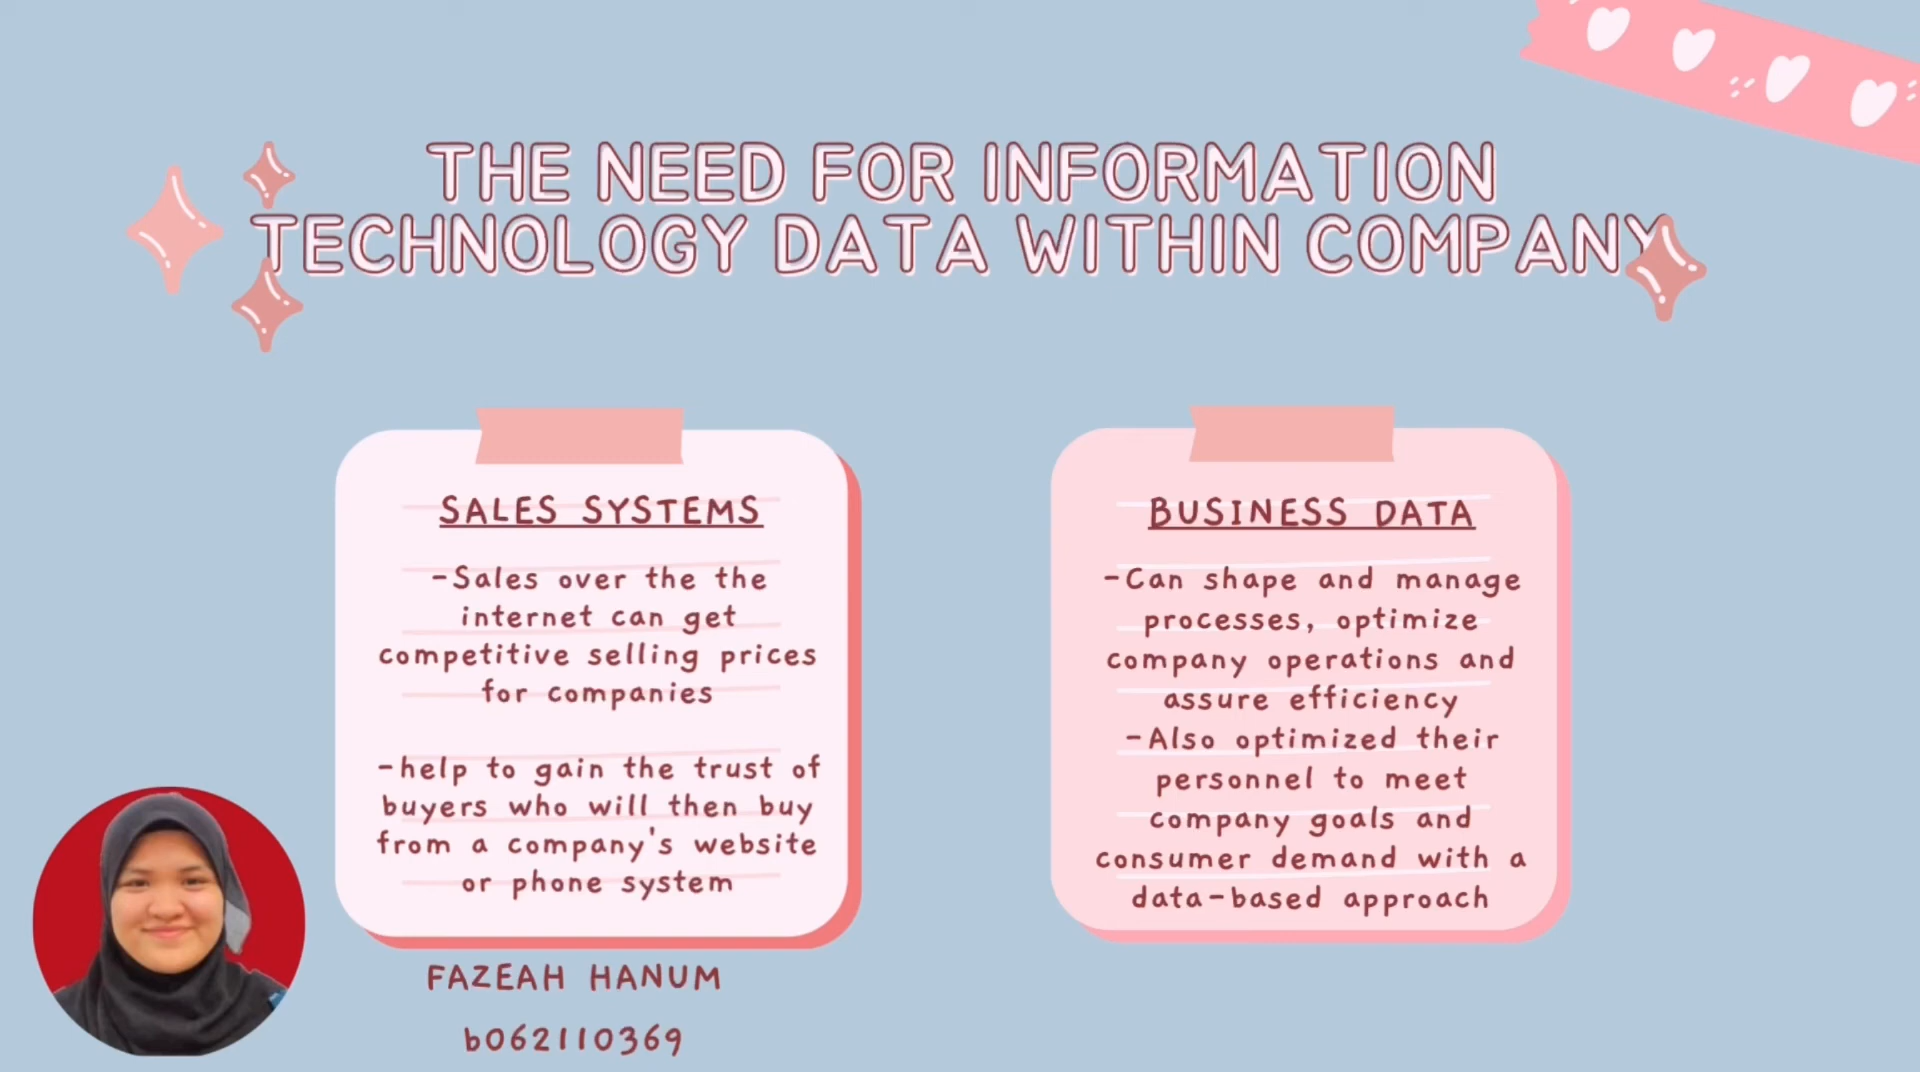 THE NEED FOR INFORMATION
TECHNOLOGY DATA WITHIN COMPANY
SALES SYSTEMS
-Sales over the the
internet can get
competitive selling prices
for companies
-help to gain the trust of
buyers who will then buy
from a company's website
or phone system
BUSINESS DATA
-Can shape and manage
processes, optimize
company operations and
assure efficiency
-Also optimized their
personnel to meet
company goals and
consumer demand with a
data-based approach
FAZEAH HANUM
b062110369